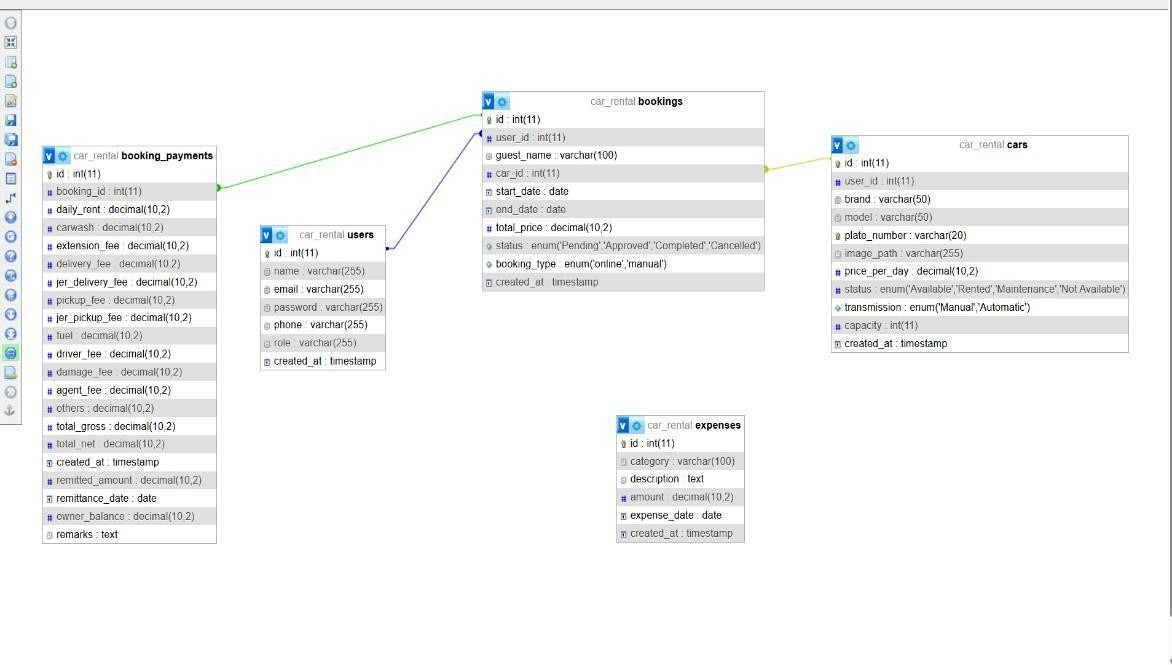 car_rental booking_payments
id : int(11)
booking_id : int(11)
daily_rent : decimal(10,2)
carwash : decimal(10,2)
extension_fee : decimal(10,2)
delivery_fee : decimal(10,2)
jer_delivery_fee : decimal(10,2)
pickup_fee : decimal(10,2)
jer_pickup_fee : decimal(10,2)
fuel : decimal(10,2)
driver_fee : decimal(10,2)
damage_fee : decimal(10,2)
agent_fee : decimal(10,2)
others : decimal(10,2)
total_gross : decimal(10,2)
total_net : decimal(10,2)
created_at : timestamp
remitted_amount : decimal(10,2)
remittance_date : date
owner_balance : decimal(10,2)
remarks : text
car_rental users
id : int(11)
name : varchar(255)
email : varchar(255)
password : varchar(255)
phone : varchar(255)
role : varchar(255)
created_at : timestamp
car_rental bookings
id : int(11)
user_id : int(11)
guest_name : varchar(100)
car_id : int(11)
start_date : date
end_date : date
total_price : decimal(10,2)
status : enum('Pending','Approved','Completed','Cancelled')
booking_type : enum('online','manual')
created_at : timestamp
car_rental cars
id : int(11)
user_id : int(11)
brand : varchar(50)
model : varchar(50)
plate_number : varchar(20)
image_path : varchar(255)
price_per_day : decimal(10,2)
status : enum('Available','Rented','Maintenance','Not Available')
transmission : enum('Manual','Automatic')
capacity : int(11)
created_at : timestamp
car_rental expenses
id : int(11)
category : varchar(100)
description : text
amount : decimal(10,2)
expense_date : date
created_at : timestamp